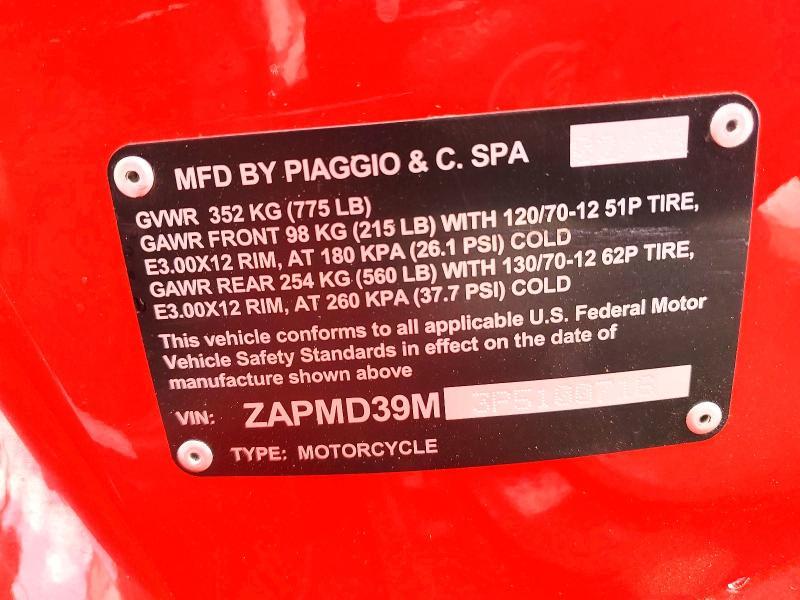 MFD BY PIAGGIO & C. SPA
GVWR 352 KG (775 LB)
GAWR FRONT 98 KG (215 LB) WITH 120/70-12 51P TIRE,
E3.00X12 RIM, AT 180 KPA (26.1 PSI) COLD
GAWR REAR 254 KG (560 LB) WITH 130/70-12 62P TIRE,
E3.00X12 RIM, AT 260 KPA (37.7 PSI) COLD
This vehicle conforms to all applicable U.S. Federal Motor
Vehicle Safety Standards in effect on the date of
manufacture shown above
VIN: ZAPMD39M
TYPE: MOTORCYCLE